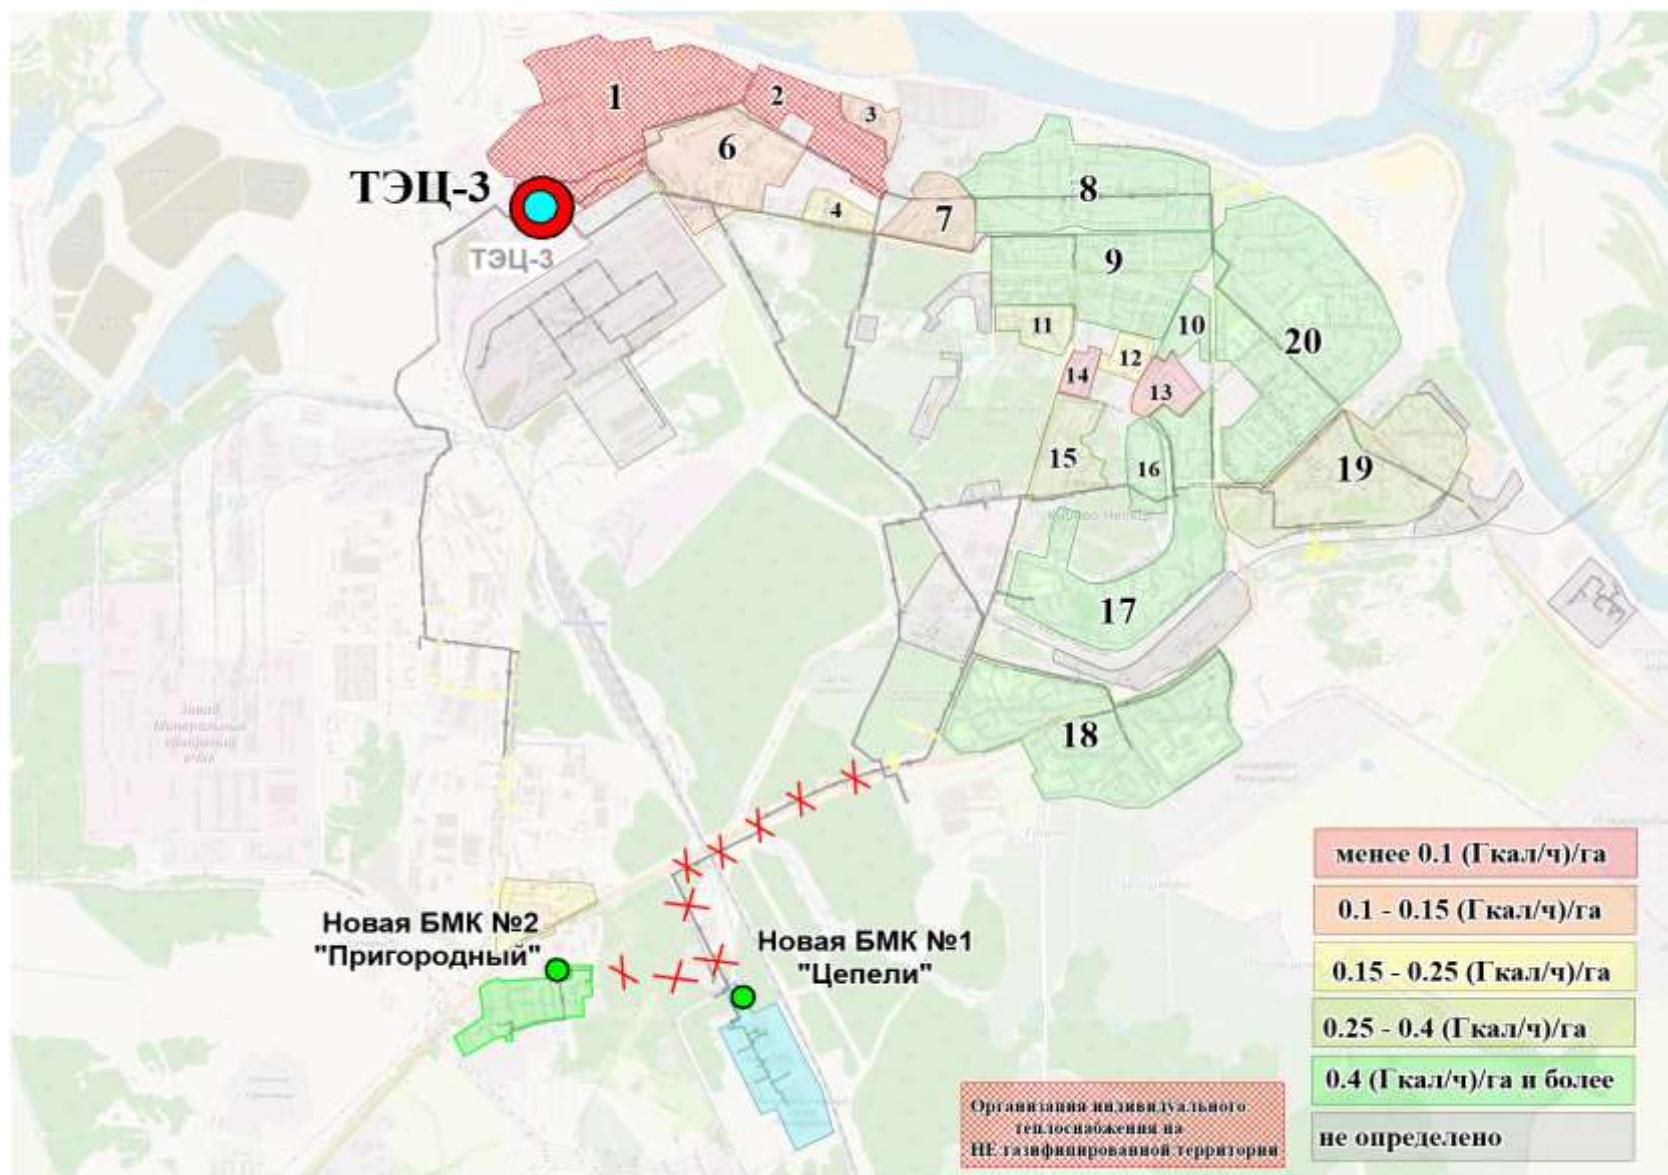 1
2
3
6
ТЭЦ-3
4
7
8
ТЭЦ-3
9
11
10
20
12
14
13
15
16
19
17
18
Завод
Минеральных
удобрений
менее 0.1 (Гкал/ч)/га
0.1 - 0.15 (Гкал/ч)/га
Новая БМК №2
"Пригородный"
Новая БМК №1
"Цепели"
0.15 - 0.25 (Гкал/ч)/га
0.25 - 0.4 (Гкал/ч)/га
0.4 (Гкал/ч)/га и более
Организация индивидуального
теплоснабжения на
НЕ газифицированной территории
не определено